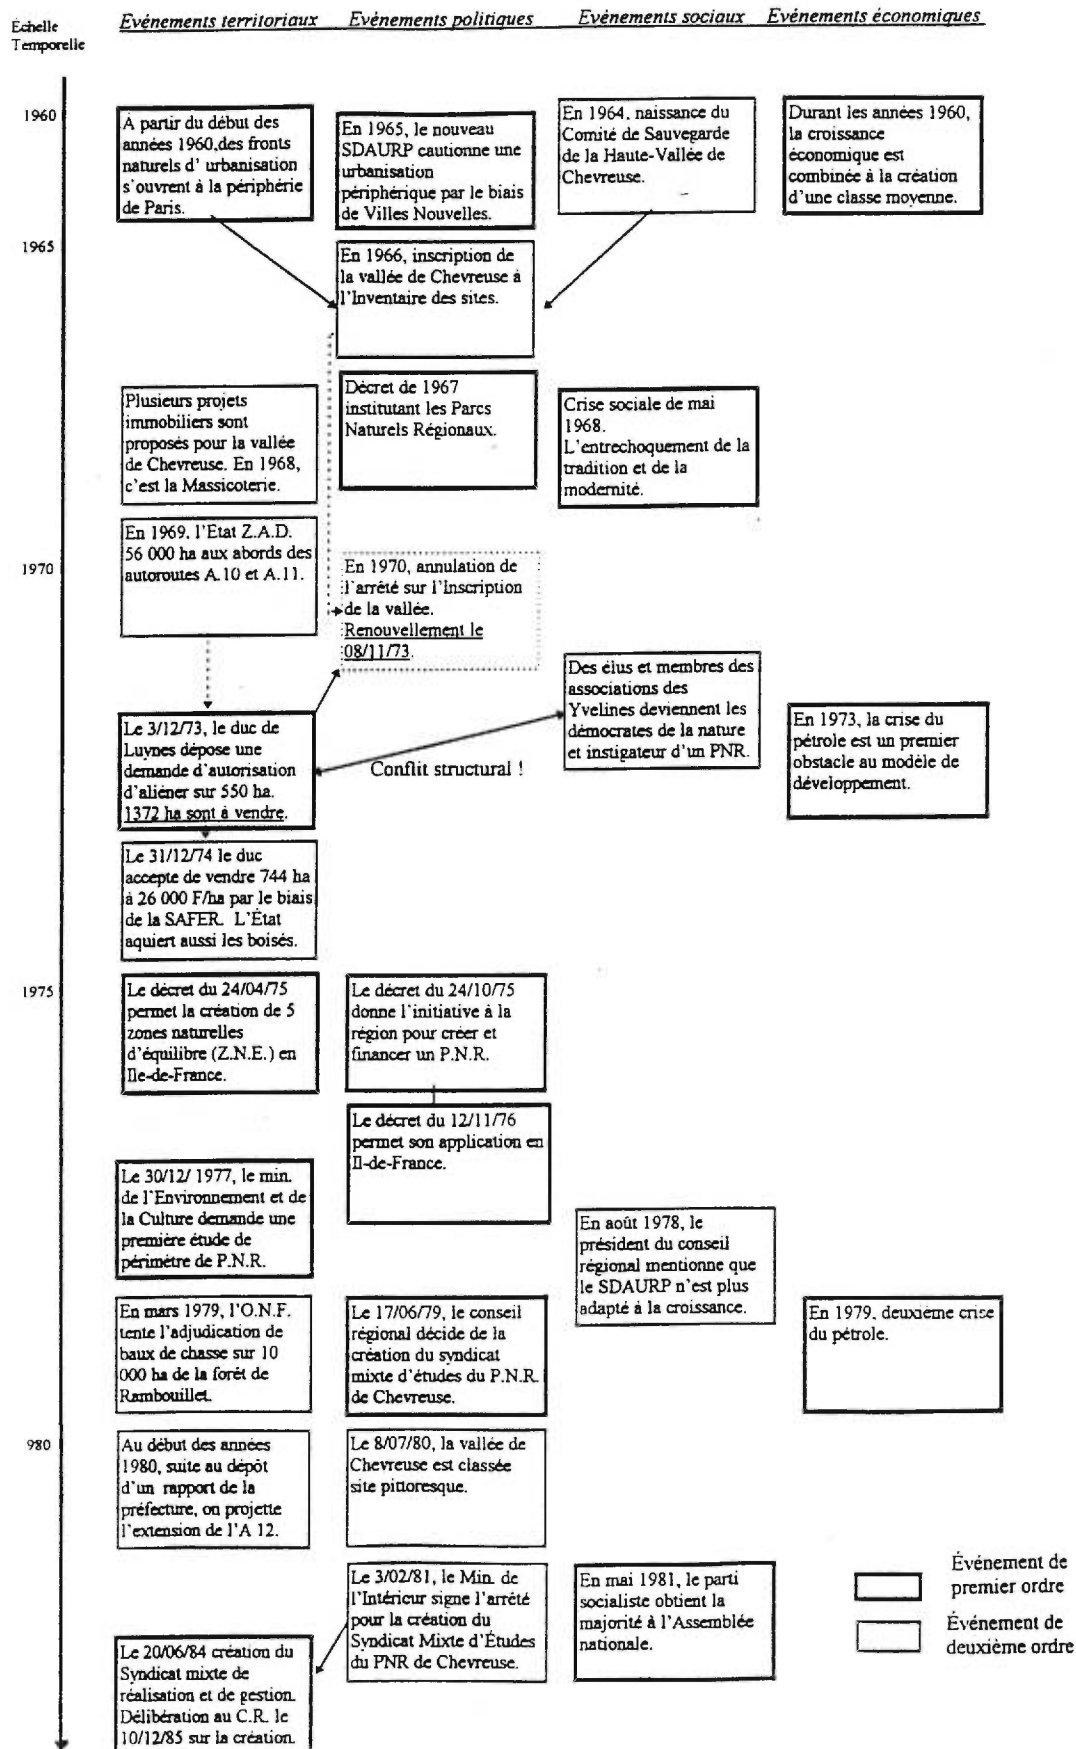 Échelle
Temporelle
Evénements territoriaux
Evénements politiques
Evénements sociaux
Evénements économiques
1960
À partir du début des
années 1960,des fronts
naturels d' urbanisation
s'ouvrent à la périphérie
de Paris.
En 1965, le nouveau
SDAURP cautionne une
urbanisation
périphérique par le biais
de Villes Nouvelles.
En 1964, naissance du
Comité de Sauvegarde
de la Haute-Vallée de
Chevreuse.
Durant les années 1960,
la croissance
économique est
combinée à la création
d'une classe moyenne.
1965
En 1966, inscription de
la vallée de Chevreuse à
l'Inventaire des sites.
Plusieurs projets
immobiliers sont
proposés pour la vallée
de Chevreuse. En 1968,
c'est la Massicoterie.
Décret de 1967
institutant les Parcs
Naturels Régionaux.
Crise sociale de mai
1968.
L'entrechoquement de la
tradition et de la
modernité.
En 1969, l'Etat Z.A.D.
56 000 ha aux abords des
autoroutes A.10 et A.11.
1970
En 1970, annulation de
l'arrêté sur l'Inscription
de la vallée.
Renouvellement le
08/11/73.
Des élus et membres des
associations des
Yvelines deviennent les
démocrates de la nature
et instigateur d'un PNR.
Le 3/12/73, le duc de
Luynes dépose une
demande d'autorisation
d'aliéner sur 550 ha.
1372 ha sont à vendre.
Conflit structural !
En 1973, la crise du
pétrole est un premier
obstacle au modèle de
développement.
Le 31/12/74 le duc
accepte de vendre 744 ha
à 26 000 F/ha par le biais
de la SAFER. L'État
aquiert aussi les boisés.
1975
Le décret du 24/04/75
permet la création de 5
zones naturelles
d'équilibre (Z.N.E.) en
Ile-de-France.
Le décret du 24/10/75
donne l'initiative à la
région pour créer et
financer un P.N.R.
Le décret du 12/11/76
permet son application en
Il-de-France.
Le 30/12/ 1977, le min.
de l'Environnement et de
la Culture demande une
première étude de
périmètre de P.N.R.
En août 1978, le
président du conseil
régional mentionne que
le SDAURP n'est plus
adapté à la croissance.
En mars 1979, l'O.N.F.
tente l'adjudication de
baux de chasse sur 10
000 ha de la forêt de
Rambouillet.
Le 17/06/79, le conseil
régional décide de la
création du syndicat
mixte d'études du P.N.R.
de Chevreuse.
En 1979, deuxième crise
du pétrole.
980
Au début des années
1980, suite au dépôt
d'un rapport de la
préfecture, on projette
l'extension de l'A 12.
Le 8/07/80, la vallée de
Chevreuse est classée
site pittoresque.
Le 3/02/81, le Min. de
l'Intérieur signe l'arrêté
pour la création du
Syndicat Mixte d'Études
du PNR de Chevreuse.
En mai 1981, le parti
socialiste obtient la
majorité à l'Assemblée
nationale.
Le 20/06/84 création du
Syndicat mixte de
réalisation et de gestion.
Délibération au C.R. le
10/12/85 sur la création.
Événement de
premier ordre
Événement de
deuxième ordre